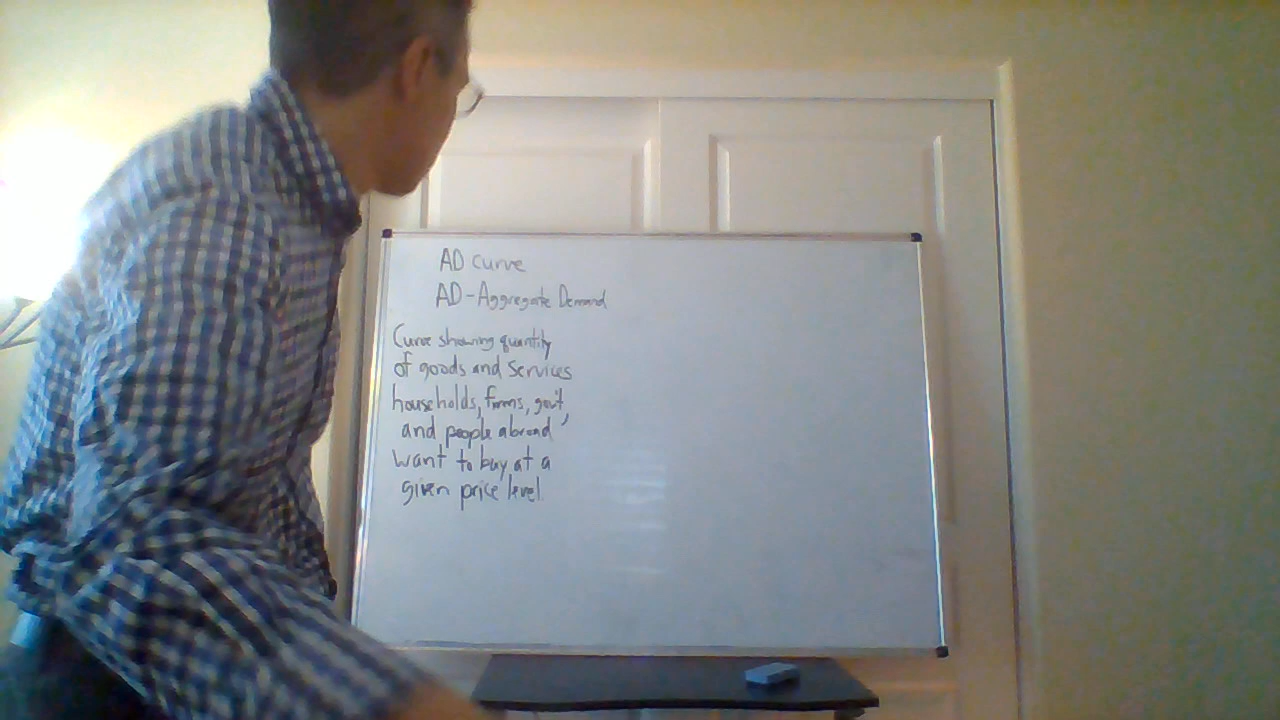 AD curve
AD-Aggregate Demand
Curve showing quantity
of goods and services
households, firms, gov't,
and people abroad
want to buy at a
given price level.